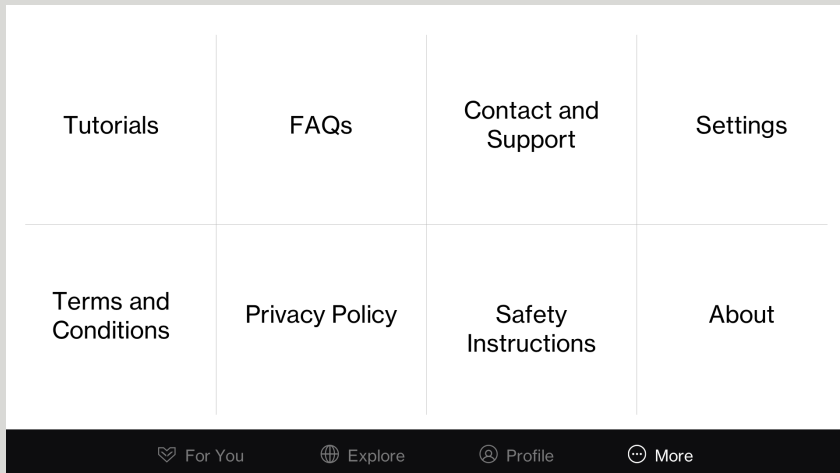 Tutorials
FAQs
Contact and
Support
Settings
Terms and
Conditions
Privacy Policy
Safety
Instructions
About
For You
Explore
Profile
More